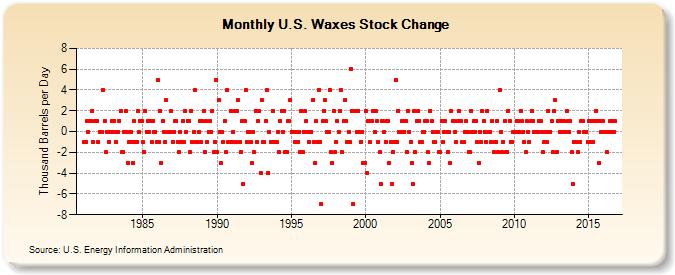 Monthly U.S. Waxes Stock Change
Thousand Barrels per Day
8
6
4
2
0
-2
-4
-6
-8
1985 1990 1995 2000 2005 2010 2015
Source: U.S. Energy Information Administration